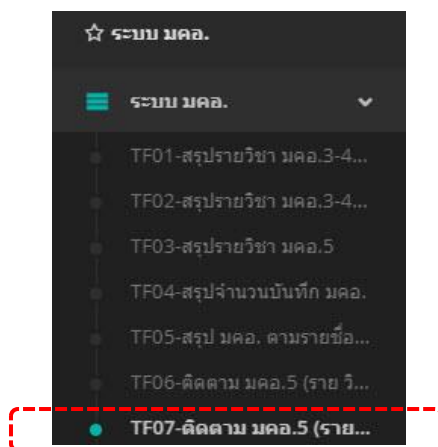 ระบบ มคอ.
ระบบ มคอ.
TF01-สรุปรายวิชา มคอ.3-4...
TF02-สรุปรายวิชา มคอ.3-4...
TF03-สรุปรายวิชา มคอ.5
TF04-สรุปจำนวนบันทึก มคอ.
TF05-สรุป มคอ. ตามรายชื่อ...
TF06-ติดตาม มคอ.5 (ราย วิ...
TF07-ติดตาม มคอ.5 (ราย...